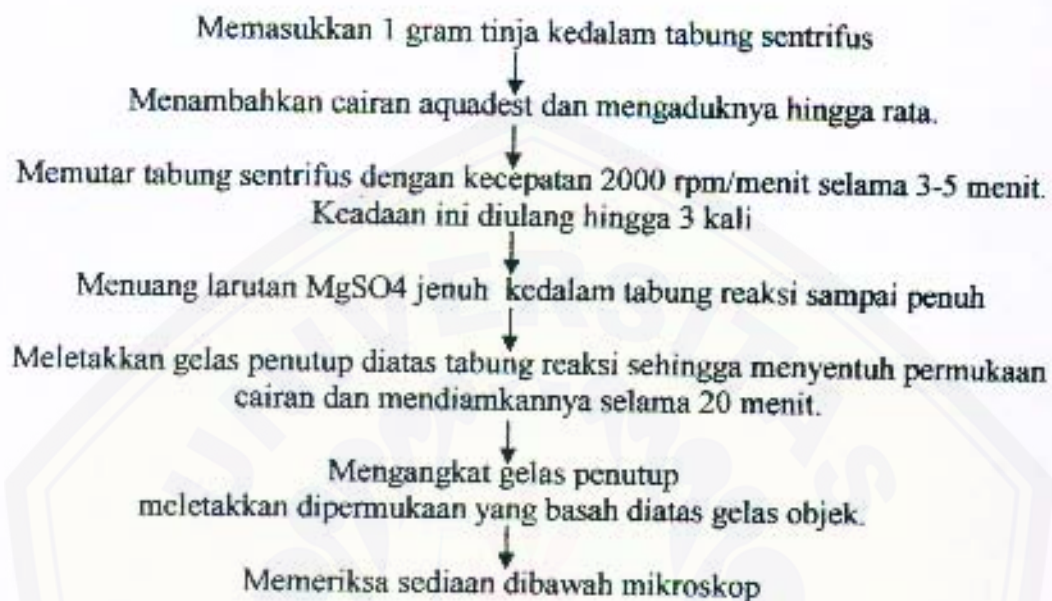 Memasukkan 1 gram tinja kedalam tabung sentrifus
Menambahkan cairan aquadest dan mengaduknya hingga rata.
Memutar tabung sentrifus dengan kecepatan 2000 rpm/menit selama 3-5 menit.
Keadaan ini diulang hingga 3 kali
Menuang larutan MgSO4 jenuh kedalam tabung reaksi sampai penuh
Meletakkan gelas penutup diatas tabung reaksi sehingga menyentuh permukaan
cairan dan mendiamkannya selama 20 menit.
Mengangkat gelas penutup
meletakkan dipermukaan yang basah diatas gelas objek.
Memeriksa sediaan dibawah mikroskop
UNIVERSITAS